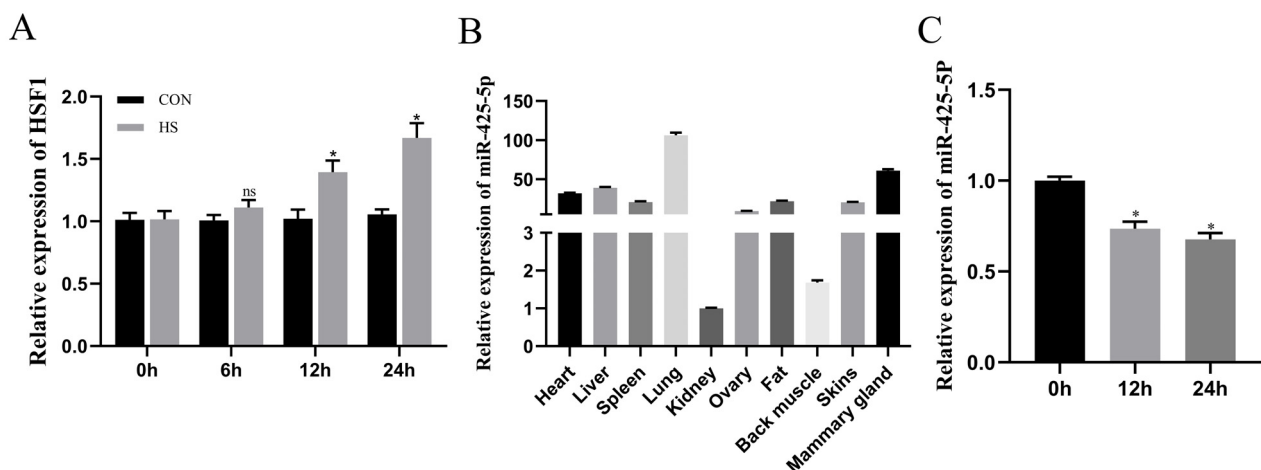 A
Relative expression of HSF1
2.0
1.5
1.0
0.5
0.0
CON
HS
ns
*
*
0h
6h
12h
24h
B
Relative expression of miR-425-5p
150
100
50
3
2
1
0
Heart
Liver
Spleen
Lung
Kidney
Ovary
Fat
Back muscle
Skins
Mammary gland
C
Relative expression of miR-425-5P
1.5
1.0
0.5
0.0
*
*
0h
12h
24h